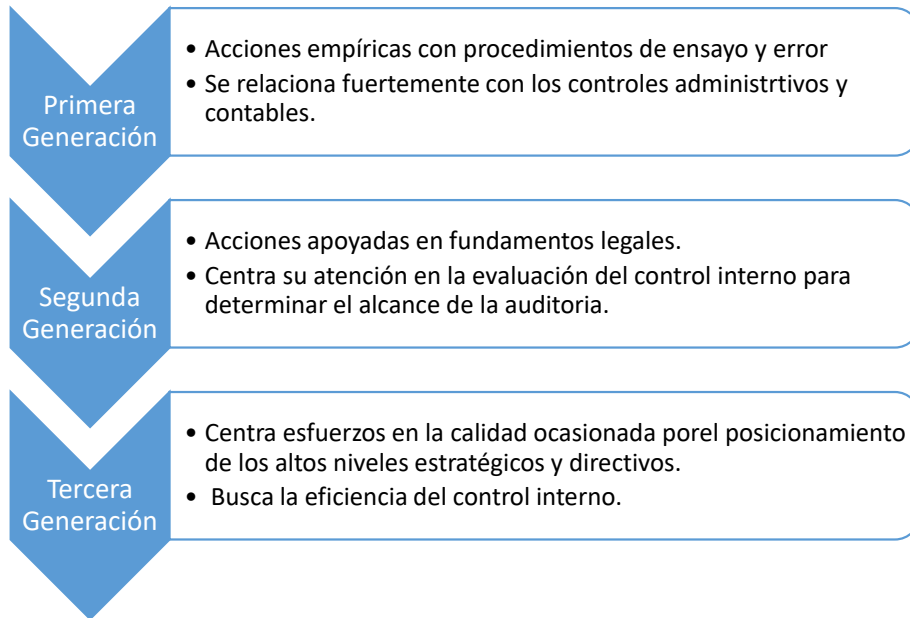 Primera
Generación
• Acciones empíricas con procedimientos de ensayo y error
• Se relaciona fuertemente con los controles administrtivos y
contables.
Segunda
Generación
• Acciones apoyadas en fundamentos legales.
• Centra su atención en la evaluación del control interno para
determinar el alcance de la auditoria.
Tercera
Generación
• Centra esfuerzos en la calidad ocasionada porel posicionamiento
de los altos niveles estratégicos y directivos.
• Busca la eficiencia del control interno.